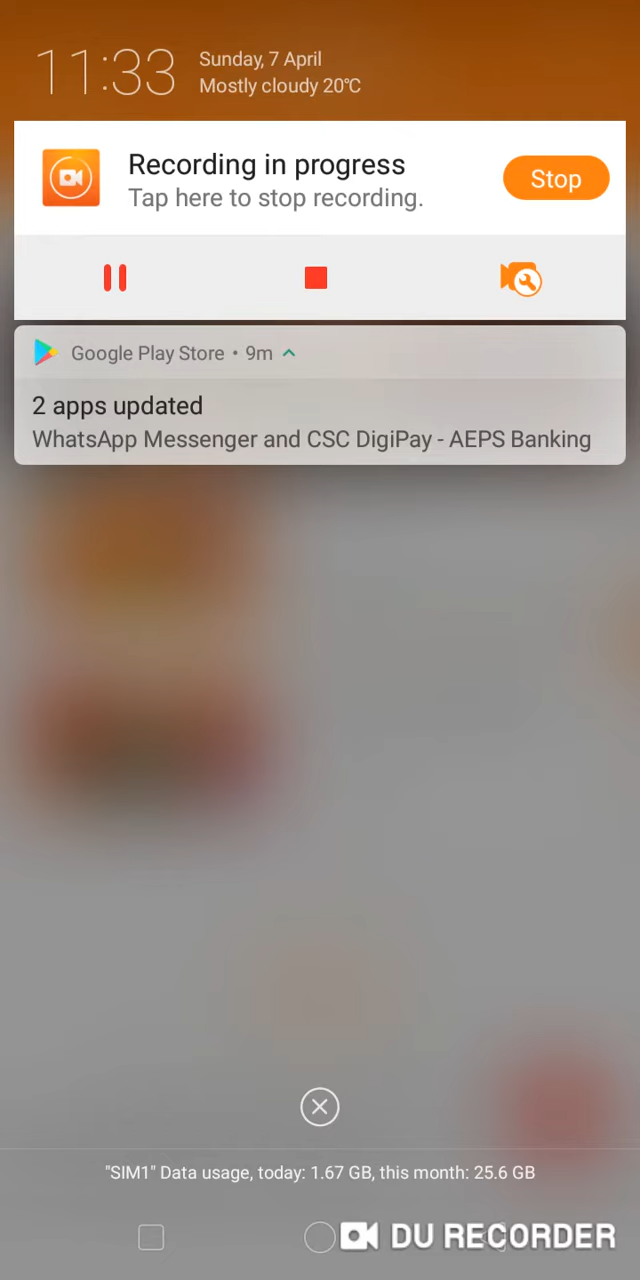 11:33
Sunday, 7 April
Mostly cloudy 20℃
Recording in progress
Tap here to stop recording.
Stop
Google Play Store • 9m
2 apps updated
WhatsApp Messenger and CSC DigiPay - AEPS Banking
"SIM1" Data usage, today: 1.67 GB, this month: 25.6 GB
DU RECORDER